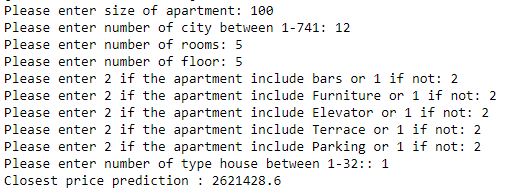 Please enter size of apartment: 100
Please enter number of city between 1-741: 12
Please enter number of rooms: 5
Please enter number of floor: 5
Please enter 2 if the apartment include bars or 1 if not: 2
Please enter 2 if the apartment include Furniture or 1 if not: 2
Please enter 2 if the apartment include Elevator or 1 if not: 2
Please enter 2 if the apartment include Terrace or 1 if not: 2
Please enter 2 if the apartment include Parking or 1 if not: 2
Please enter number of type house between 1-32:: 1
Closest price prediction : 2621428.6